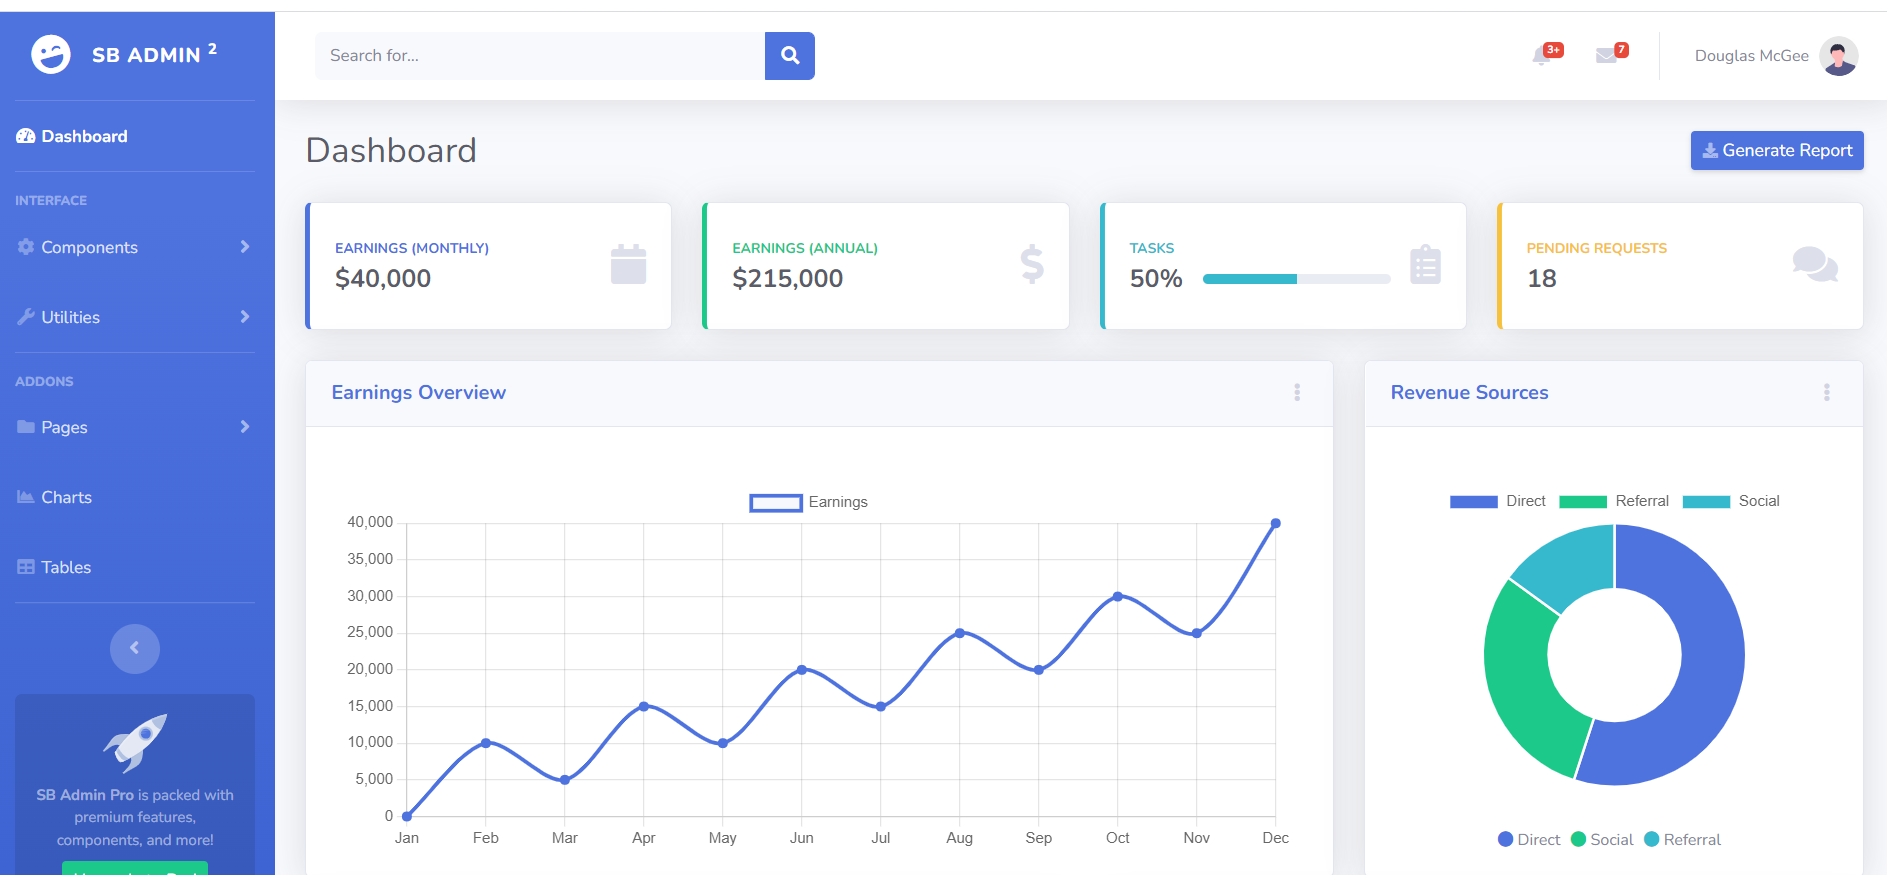 SB ADMIN 2
Search for...
3+
7
Douglas McGee
Dashboard
INTERFACE
Components
Utilities
ADDONS
Pages
Charts
Tables
SB Admin Pro is packed with
premium features,
components, and more!
Dashboard
Generate Report
EARNINGS (MONTHLY)
$40,000
EARNINGS (ANNUAL)
$215,000
TASKS
50%
PENDING REQUESTS
18
Earnings Overview
Earnings
40,000
35,000
30,000
25,000
20,000
15,000
10,000
5,000
0
Jan Feb Mar Apr May Jun Jul Aug Sep Oct Nov Dec
Revenue Sources
Direct Referral Social
Direct Social Referral